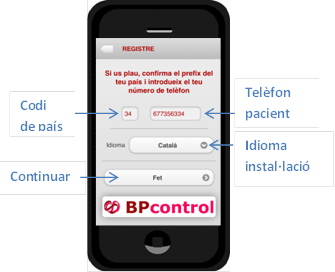 REGISTRE
Si us plau, confirma el prefix del
teu país i introdueix el teu
número de telèfon
Codi
de país
34
677356334
Telèfon
pacient
Idioma
Català
Idioma
instal·lació
Continuar
Fet
BPcontrol